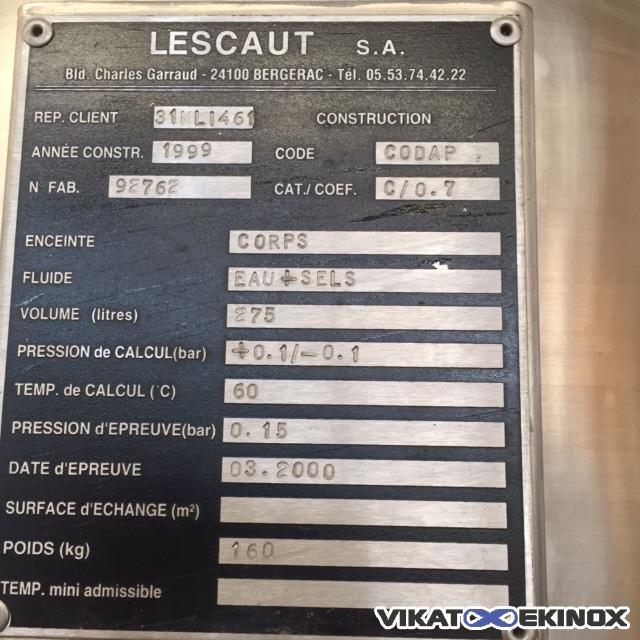 LESCAUT S.A.
Bld. Charles Garraud - 24100 BERGERAC - Tél. 05.53.74.42.22
REP. CLIENT 31ML1461 CONSTRUCTION
ANNÉE CONSTR. 1999 CODE CODAP
N° FAB. 92762 CAT./COEF. C/0.7
ENCEINTE CORPS
FLUIDE EAU+SELS
VOLUME (litres) 275
PRESSION de CALCUL(bar) +0.1/-0.1
TEMP. de CALCUL (°C) 60
PRESSION d'EPREUVE(bar) 0.15
DATE d'EPREUVE 03.2000
SURFACE d'ECHANGE (m²)
POIDS (kg) 160
TEMP. mini admissible
VIKATOO EKINOX